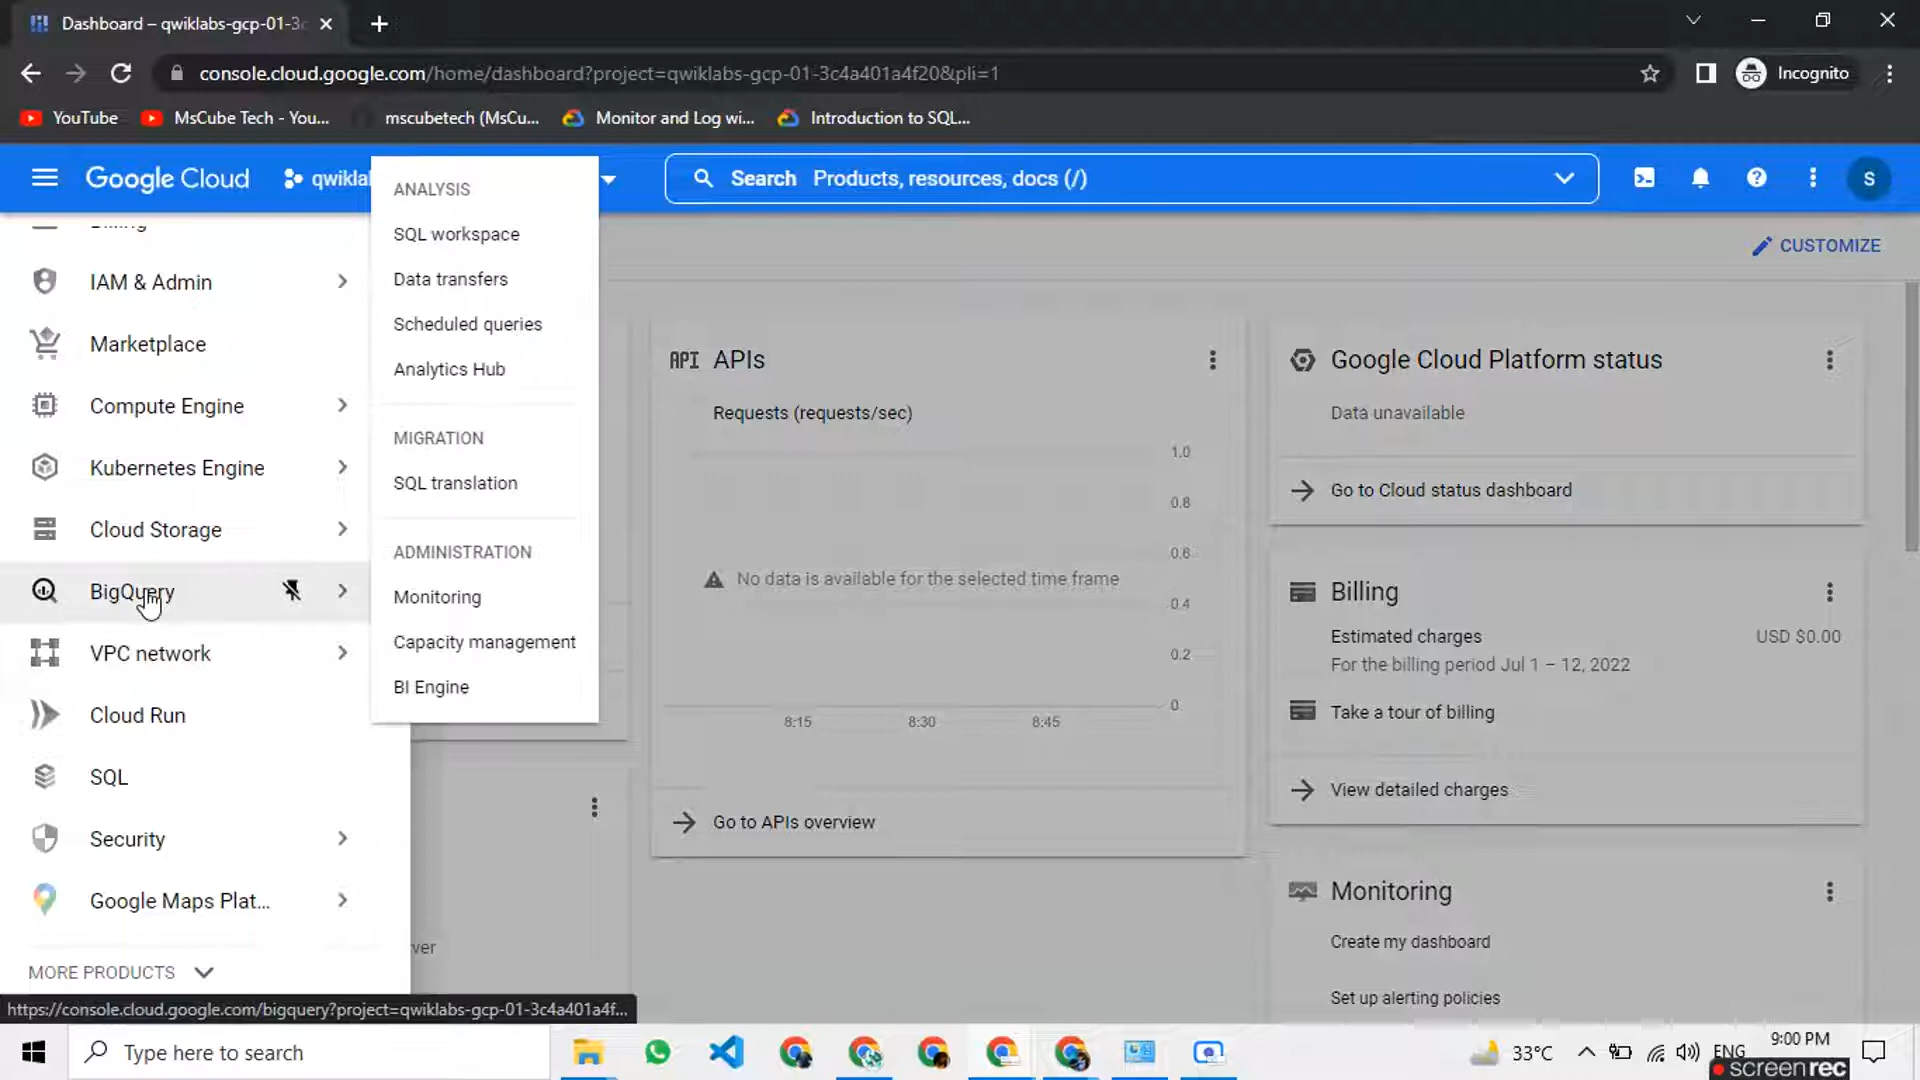 Dashboard – qwiklabs-gcp-01-3c
console.cloud.google.com/home/dashboard?project=qwiklabs-gcp-01-3c4a401a4f20&pli=1
Incognito
YouTube
MsCube Tech - You...
mscubetech (MsCu...
Monitor and Log wi...
Introduction to SQL...
Google Cloud
qwikla
Search Products, resources, docs (/)
S
CUSTOMIZE
Billing
IAM & Admin
Marketplace
Compute Engine
Kubernetes Engine
Cloud Storage
BigQuery
VPC network
Cloud Run
SQL
Security
Google Maps Plat...
MORE PRODUCTS
ANALYSIS
SQL workspace
Data transfers
Scheduled queries
Analytics Hub
MIGRATION
SQL translation
ADMINISTRATION
Monitoring
Capacity management
BI Engine
API APIs
Requests (requests/sec)
1.0
0.8
0.6
No data is available for the selected time frame
0.4
0.2
0
8:15
8:30
8:45
Go to APIs overview
Google Cloud Platform status
Data unavailable
Go to Cloud status dashboard
Billing
Estimated charges
USD $0.00
For the billing period Jul 1 – 12, 2022
Take a tour of billing
View detailed charges
Monitoring
Create my dashboard
Set up alerting policies
https://console.cloud.google.com/bigquery?project=qwiklabs-gcp-01-3c4a401a4f...
Type here to search
33°C
ENG
9:00 PM
screenrec